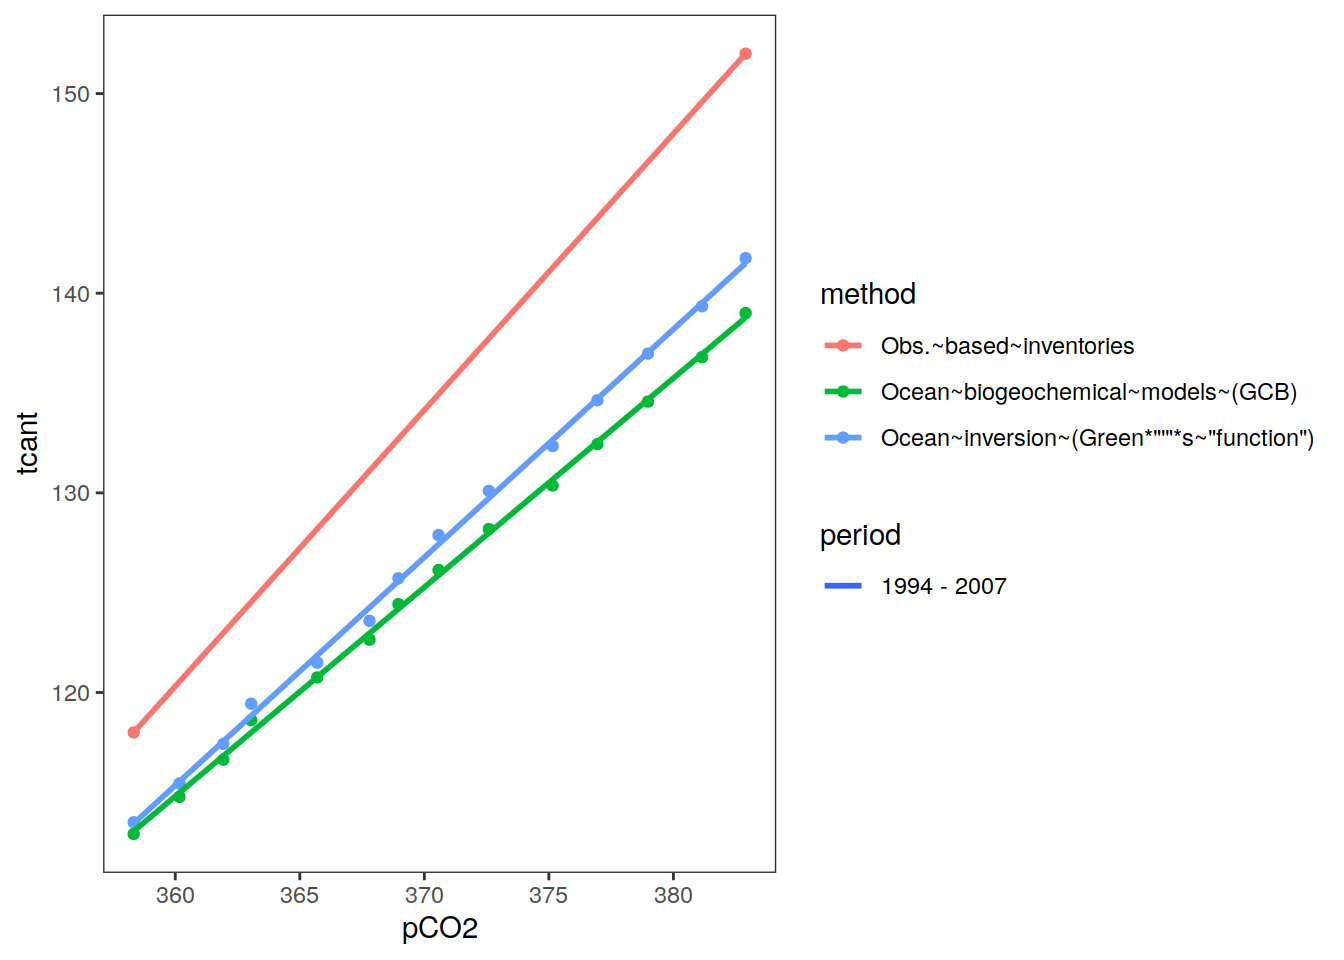 150
140
130
120
tcant
360 365 370 375 380
pCO2
method
Obs.~based~inventories
Ocean~biogeochemical~models~(GCB)
Ocean~inversion~(Green*"'"*s~"function")
period
1994 - 2007